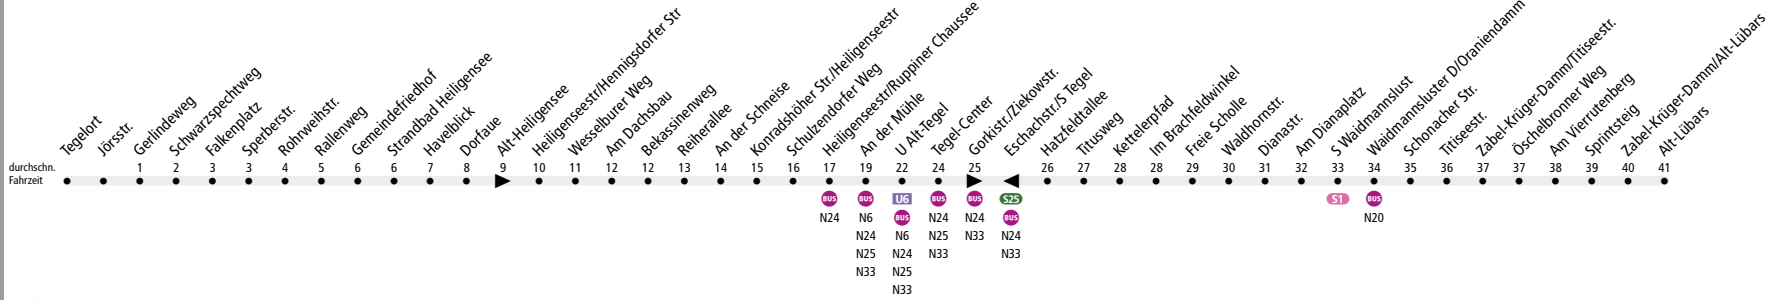 Tegelort
Jörsstr.
Gerlindeweg
Schwarzspechtweg
Falkenplatz
Sperberstr.
Rohrweihstr.
Rallenweg
Gemeindefriedhof
Strandbad Heiligensee
Havelblick
Dorfaue
Alt-Heiligensee
Heiligenseestr/Hennigsdorfer Str
Wesselburer Weg
Am Dachsbau
Bekassinenweg
Reiherallee
An der Schneise
Konradshöher Str./Heiligenseestr
Schulzendorfer Weg
Heiligenseestr/Ruppiner Chaussee
An der Mühle
U Alt-Tegel
Tegel-Center
Gorkistr./Ziekowstr.
Eschachstr./S Tegel
Hatzfeldtallee
Titusweg
Kettelerpfad
Im Brachfeldwinkel
Freie Scholle
Waldhornstr.
Dianastr.
Am Dianaplatz
S Waidmannslust
Waidmannsluster D/Oraniendamm
Schonacher Str.
Titiseestr.
Zabel-Krüger-Damm/Titiseestr.
Öschelbronner Weg
Am Vierrutenberg
Sprintsteig
Zabel-Krüger-Damm/Alt-Lübars
Alt-Lübars
durchschn. 1 2 3 3 4 5 6 6 7 8 9 10 11 12 12 13 14 15 16 17 19 22 24 25 26 27 28 28 29 30 31 32 33 34 35 36 37 37 38 39 40 41
Fahrzeit
BUS BUS U6 BUS BUS S25 S1 BUS
N24 N6 BUS N24 N24 BUS N20
N24 N6 N25 N33 N24
N25 N24 N33 N33
N33 N25
N33